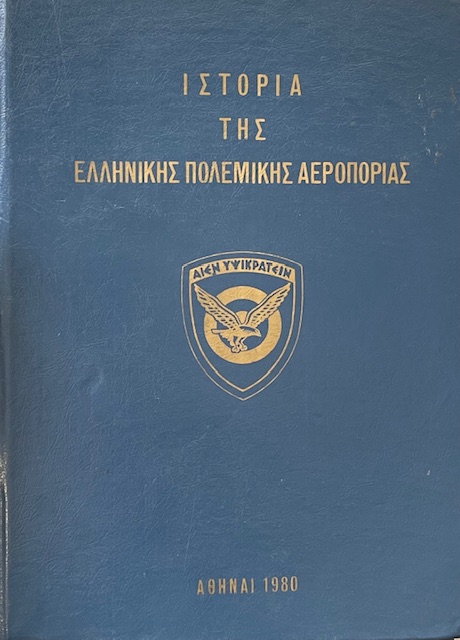 ΙΣΤΟΡΙΑ
ΤΗΣ
ΕΛΛΗΝΙΚΗΣ ΠΟΛΕΜΙΚΗΣ ΑΕΡΟΠΟΡΙΑΣ
ΑΙΕΝ ΥΨΙΚΡΑΤΕΙΝ
ΑΘΗΝΑΙ 1980